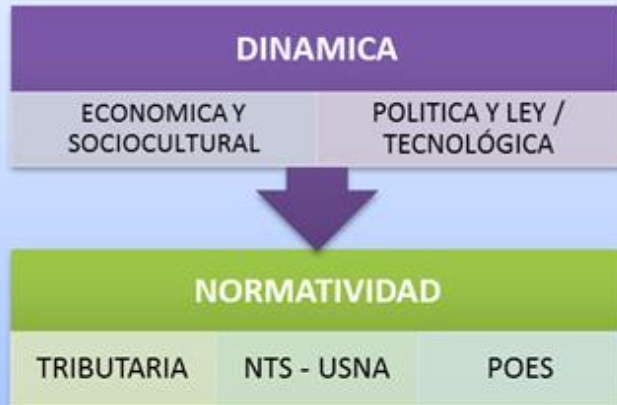 DINAMICA
ECONOMICA Y
SOCIOCULTURAL
POLITICA Y LEY /
TECNOLÓGICA
NORMATIVIDAD
TRIBUTARIA
NTS - USNA
POES